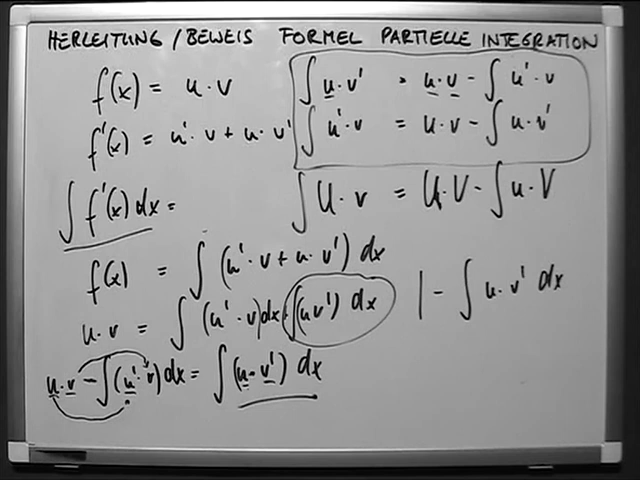 HERLEITUNG / BEWEIS FORMEL PARTIELLE INTEGRATION
f(x) = u · v
f'(x) = u' · v + u · v'
∫ f'(x) dx =
f(x) = ∫ (u' · v + u · v') dx
u · v = ∫ (u' · v) dx + ∫ (u v') dx | - ∫ u · v' dx
u · v - ∫ (u' · v) dx = ∫ (u · v') dx
∫ u · v' = u · v - ∫ u' · v
∫ u' · v = u · v - ∫ u · v'
∫ U · v = U · V - ∫ u · V